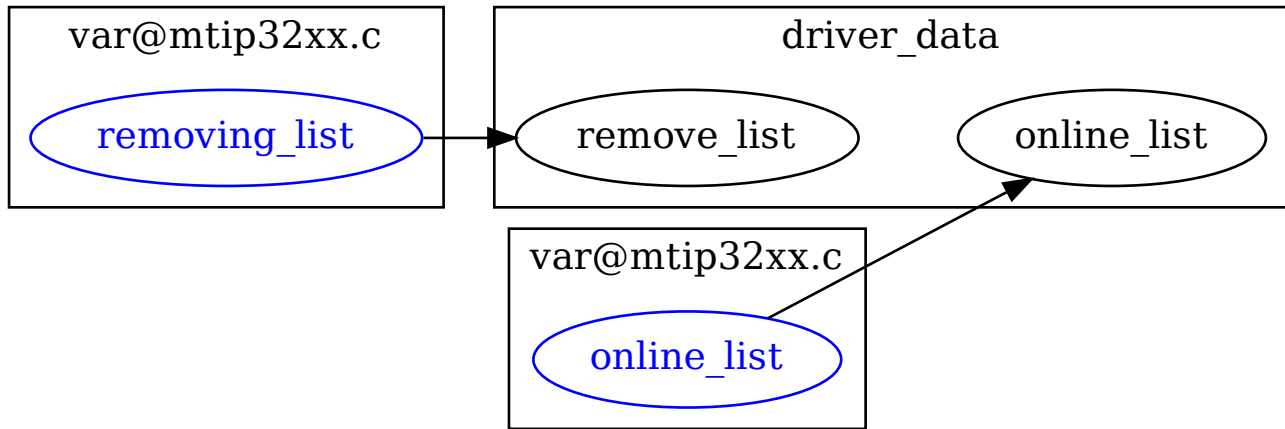 var@mtip32xx.c
removing_list
driver_data
remove_list
online_list
var@mtip32xx.c
online_list